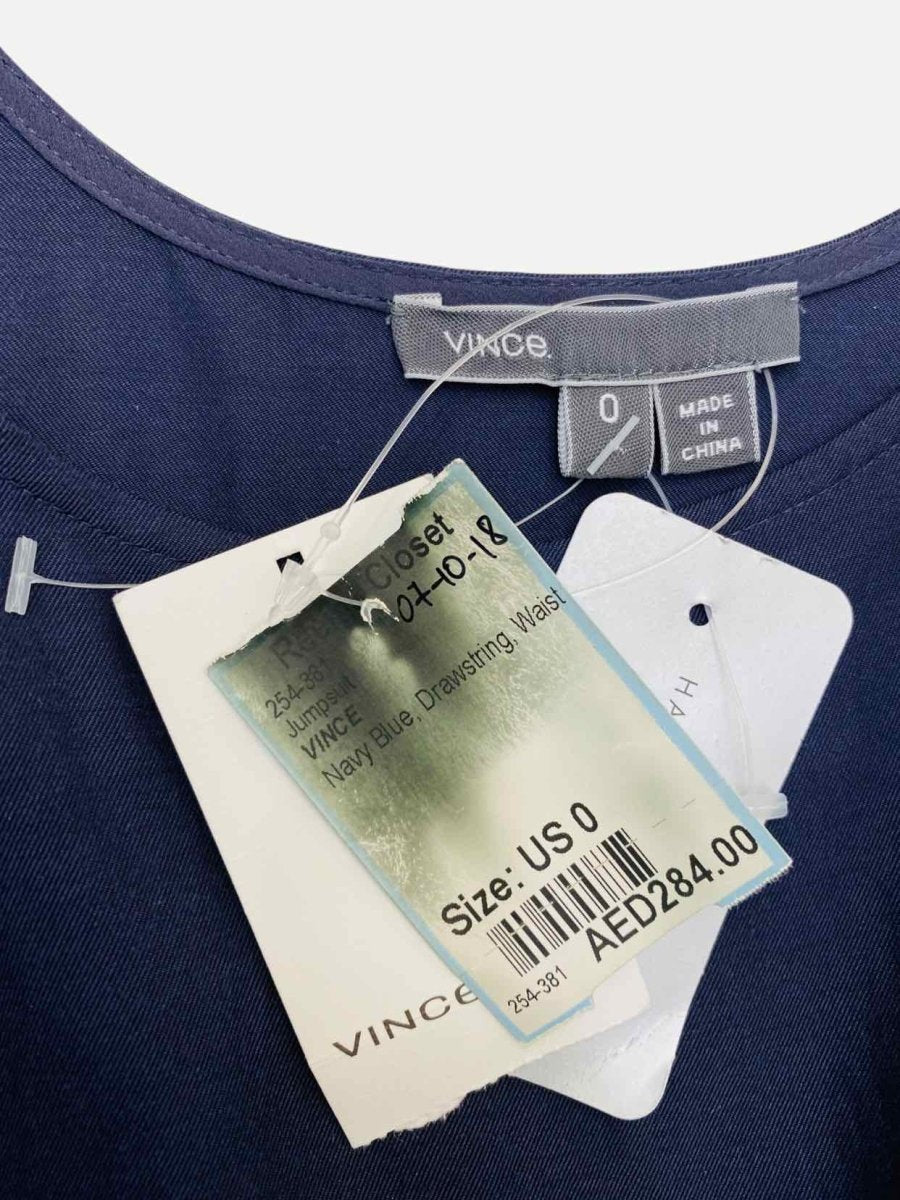 VINCe.
0
MADE
IN
CHINA
Closet
07-10-18
254-381
Jumpsuit
VINCE
Navy Blue, Drawstring, Waist
Size: US 0
AED284.00
254-381
VINCe
HA